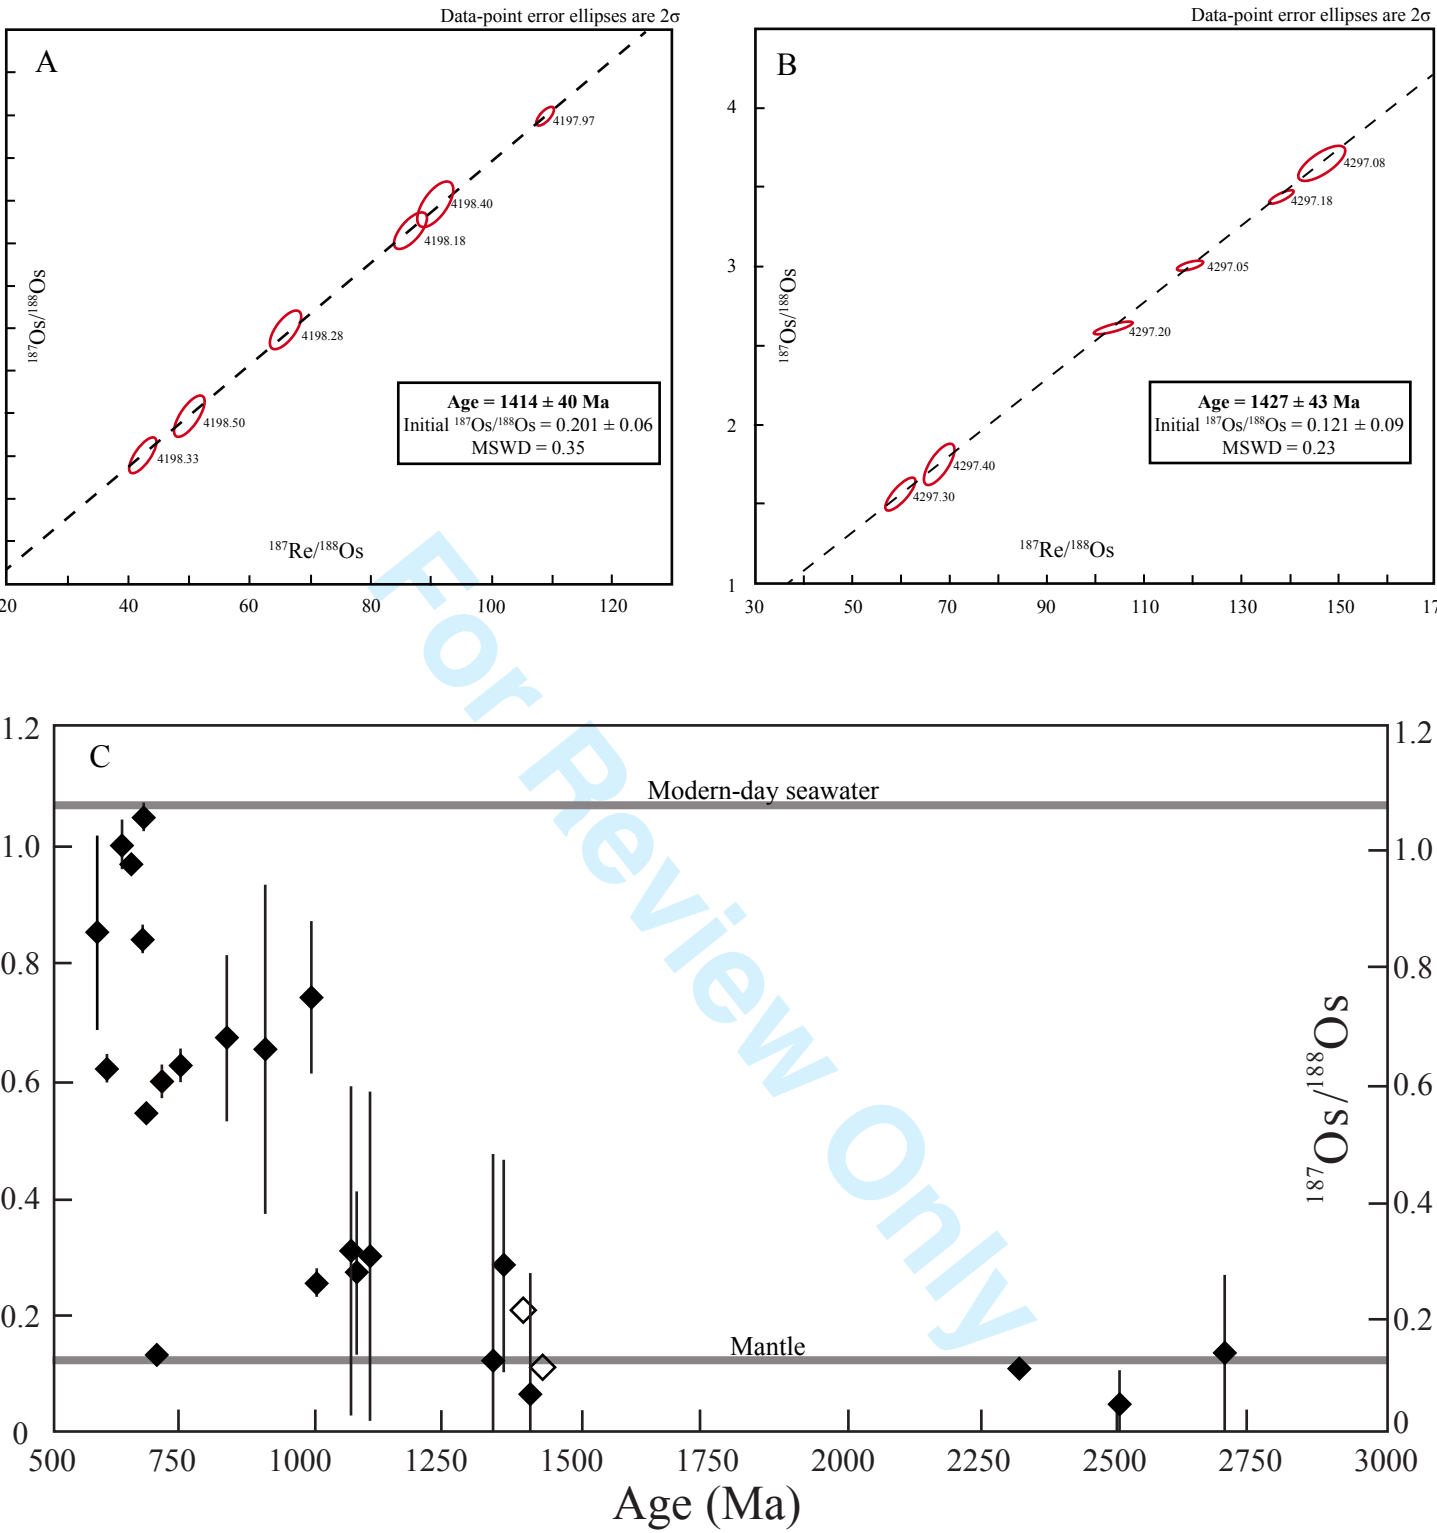 Data-point error ellipses are 2σ
A
4197.97
4198.40
4198.18
4198.28
4198.50
4198.33
¹⁸⁷Os/¹⁸⁸Os
Age = 1414 ± 40 Ma
Initial ¹⁸⁷Os/¹⁸⁸Os = 0.201 ± 0.06
MSWD = 0.35
¹⁸⁷Re/¹⁸⁸Os
20 40 60 80 100 120
Data-point error ellipses are 2σ
B
4
3
2
1
4297.08
4297.18
4297.05
4297.20
4297.40
4297.30
¹⁸⁷Os/¹⁸⁸Os
Age = 1427 ± 43 Ma
Initial ¹⁸⁷Os/¹⁸⁸Os = 0.121 ± 0.09
MSWD = 0.23
¹⁸⁷Re/¹⁸⁸Os
30 50 70 90 110 130 150 17
For Review Only
C
1.2
1.0
0.8
0.6
0.4
0.2
0
Modern-day seawater
Mantle
1.2
1.0
0.8
0.6
0.4
0.2
0
¹⁸⁷Os/¹⁸⁸Os
500 750 1000 1250 1500 1750 2000 2250 2500 2750 3000
Age (Ma)